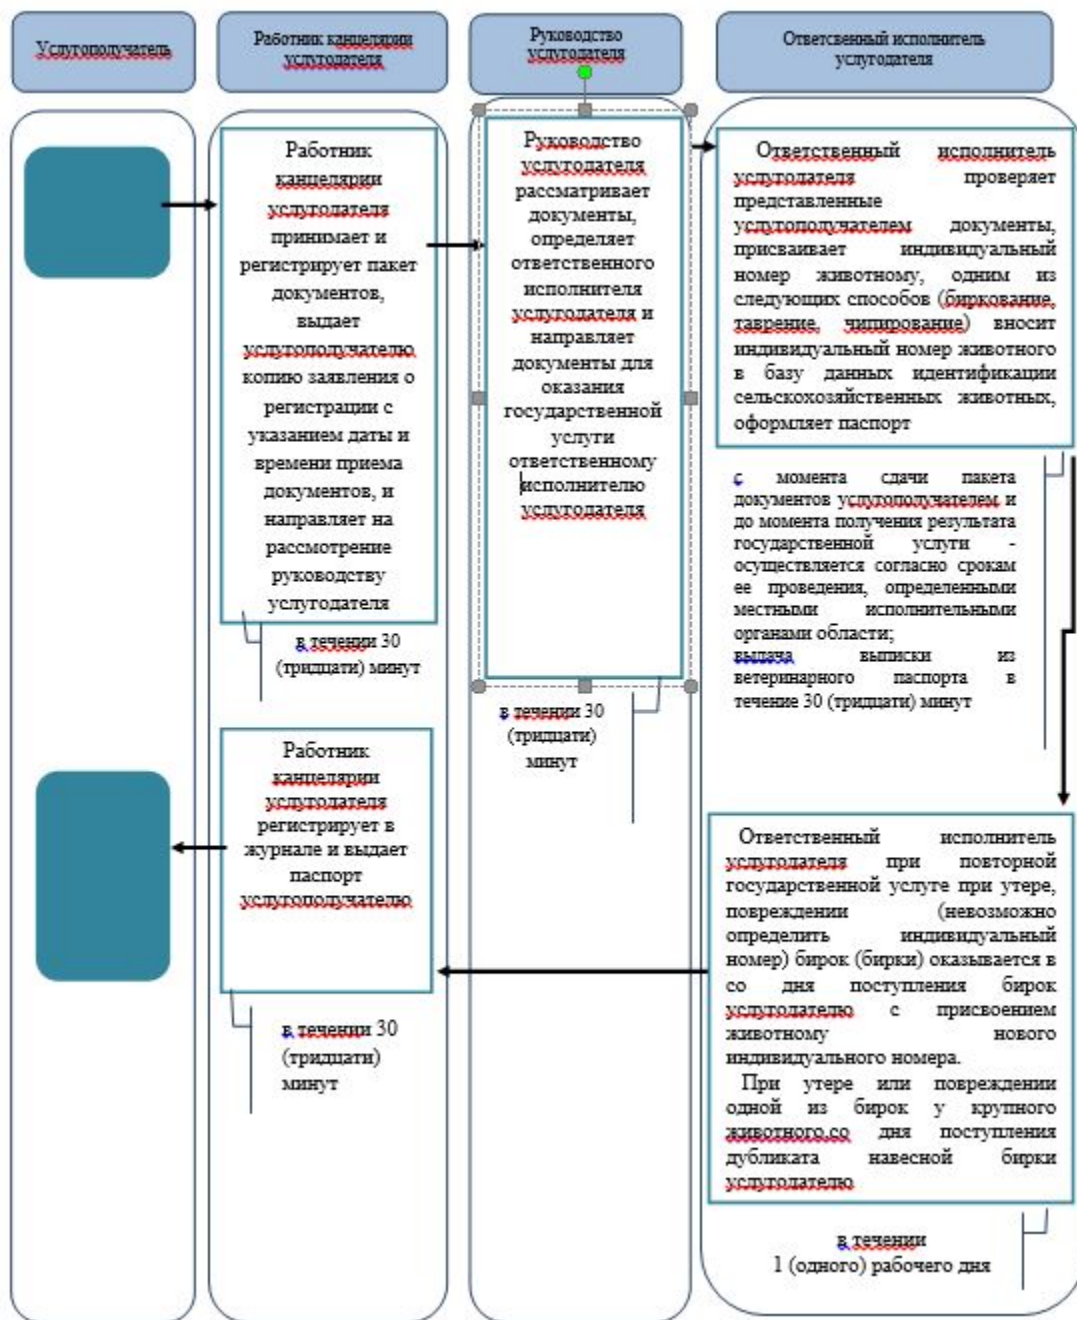 Услугополучатель
Работник канцелярии
услугодателя
Руководство
услугодателя
Ответсвенный исполнитель
услугодателя
Работник
канцелярии
услугодателя
принимает и
регистрирует пакет
документов,
выдает
услугополучателю
копию заявления о
регистрации с
указанием даты и
времени приема
документов, и
направляет на
рассмотрение
руководству
услугодателя
в течении 30
(тридцати) минут
Руководство
услугодателя
рассматривает
документы,
определяет
ответственного
исполнителя
услугодателя и
направляет
документы для
оказания
государственной
услуги
ответственному
исполнителю
услугодателя
в течении 30
(тридцати)
минут
Ответственный исполнитель
услугодателя проверяет
представленные
услугополучателем документы,
присваивает индивидуальный
номер животному, одним из
следующих способов (биркование,
таврение, чипирование) вносит
индивидуальный номер животного
в базу данных идентификации
сельскохозяйственных животных,
оформляет паспорт
с момента сдачи пакета
документов услугополучателем и
до момента получения результата
государственной услуги -
осуществляется согласно срокам
ее проведения, определенными
местными исполнительными
органами области;
выдача выписки из
ветеринарного паспорта в
течение 30 (тридцати) минут
Ответственный исполнитель
услугодателя при повторной
государственной услуге при утере,
повреждении (невозможно
определить индивидуальный
номер) бирок (бирки) оказывается в
со дня поступления бирок
услугодателю с присвоением
животному нового
индивидуального номера.
При утере или повреждении
одной из бирок у крупного
животного,со дня поступления
дубликата навесной бирки
услугодателю
в течении
1 (одного) рабочего дня
Работник
канцелярии
услугодателя
регистрирует в
журнале и выдает
паспорт
услугополучателю
в течении 30
(тридцати)
минут